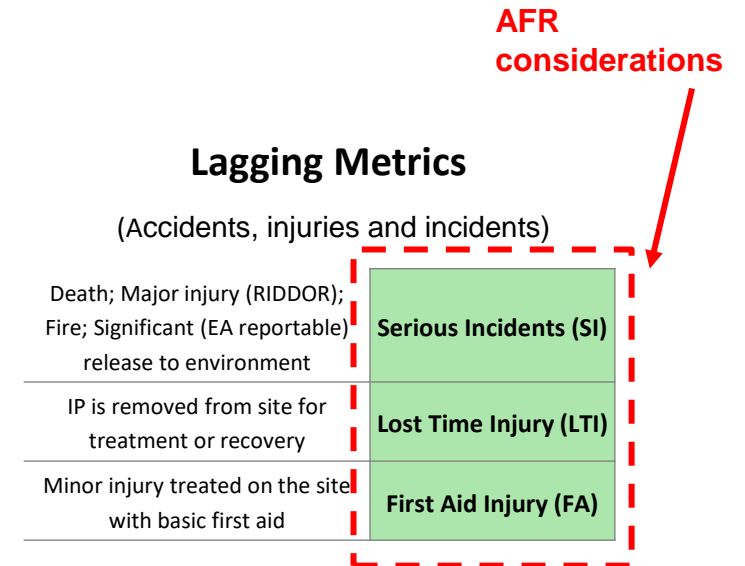 AFR
considerations
Lagging Metrics
(Accidents, injuries and incidents)
Death; Major injury (RIDDOR);
Fire; Significant (EA reportable)
release to environment
Serious Incidents (SI)
IP is removed from site for
treatment or recovery
Lost Time Injury (LTI)
Minor injury treated on the site
with basic first aid
First Aid Injury (FA)